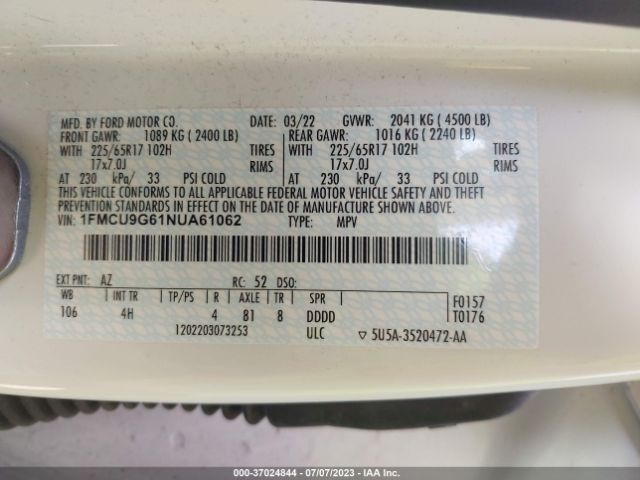 MFD. BY FORD MOTOR CO. DATE: 03/22 GVWR: 2041 KG (4500 LB)
FRONT GAWR: 1089 KG (2400 LB) REAR GAWR: 1016 KG (2240 LB)
WITH 225/65R17 102H TIRES WITH 225/65R17 102H TIRES
17x7.0J RIMS 17x7.0J RIMS
AT 230 kPa/ 33 PSI COLD AT 230 kPa/ 33 PSI COLD
THIS VEHICLE CONFORMS TO ALL APPLICABLE FEDERAL MOTOR VEHICLE SAFETY AND THEFT
PREVENTION STANDARDS IN EFFECT ON THE DATE OF MANUFACTURE SHOWN ABOVE.
VIN: 1FMCU9G61NUA61062 TYPE: MPV
EXT PNT: AZ RC: 52 DSO:
WB INT TR TP/PS R AXLE TR SPR F0157
106 4H 4 81 8 DDDD T0176
1202203073253 ULC ▽ 5U5A-3520472-AA
000-37024844 / 07/07/2023 - IAA Inc.